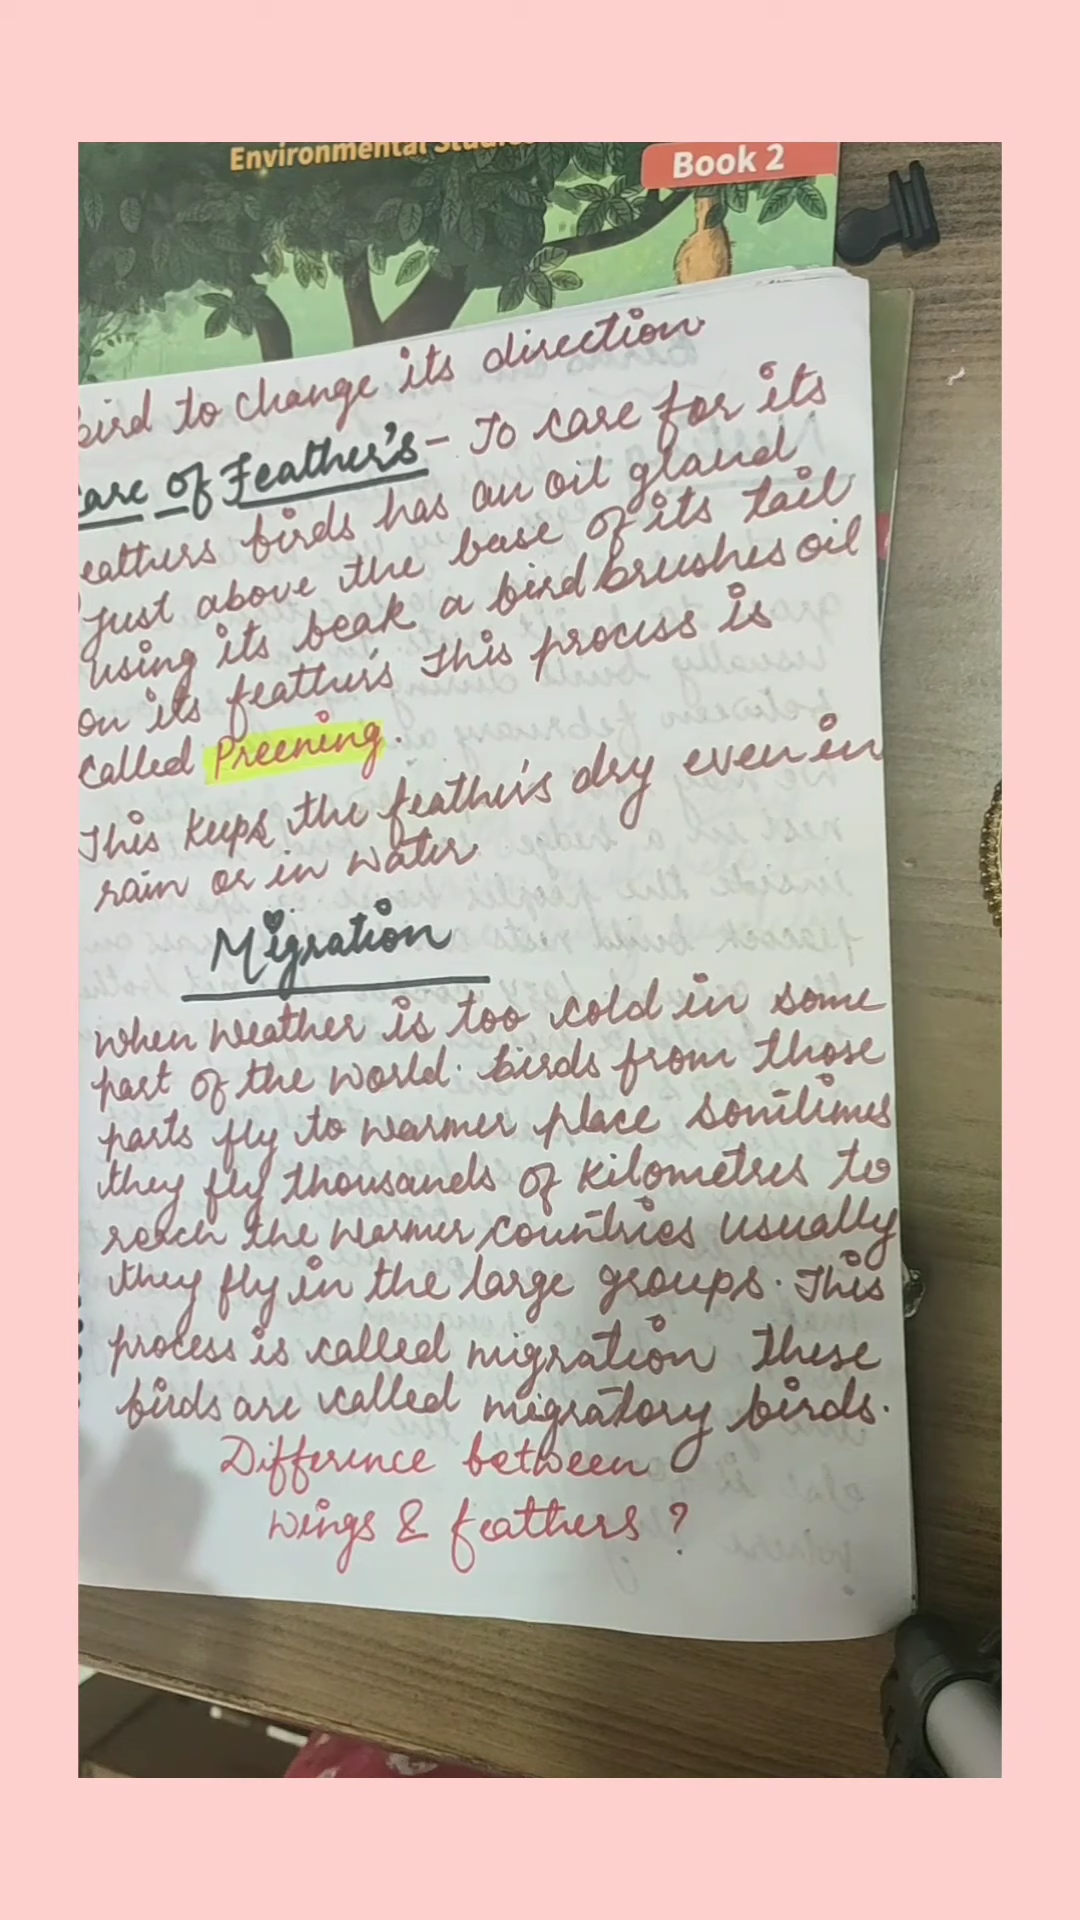 Environmental Studies
Book 2
bird to change its direction
Care of Feather's - To care for its
feathers birds has an oil gland
just above the base of its tail
using its beak a bird brushes oil
on its feather's This process is
called Preening.
This keeps the feather's dry even in
rain or in water
Migration
When weather is too cold in some
part of the world. birds from those
parts fly to warmer place sometimes
they fly thousands of kilometres to
reach the warmer countries usually
they fly in the large groups. This
process is called migration These
birds are called migratory birds.
Difference between
wings & feathers ?